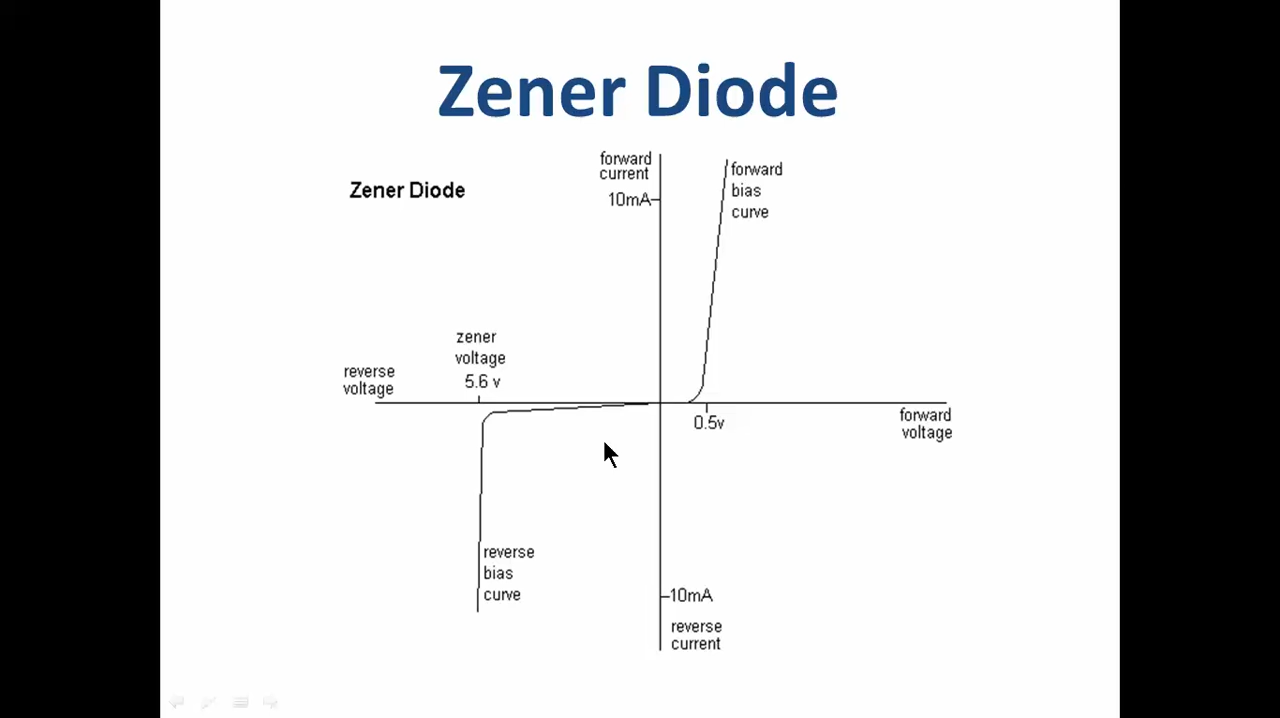 Zener Diode
Zener Diode
forward
current
10mA
forward
bias
curve
zener
voltage
5.6 v
reverse
voltage
0.5v
forward
voltage
reverse
bias
curve
10mA
reverse
current